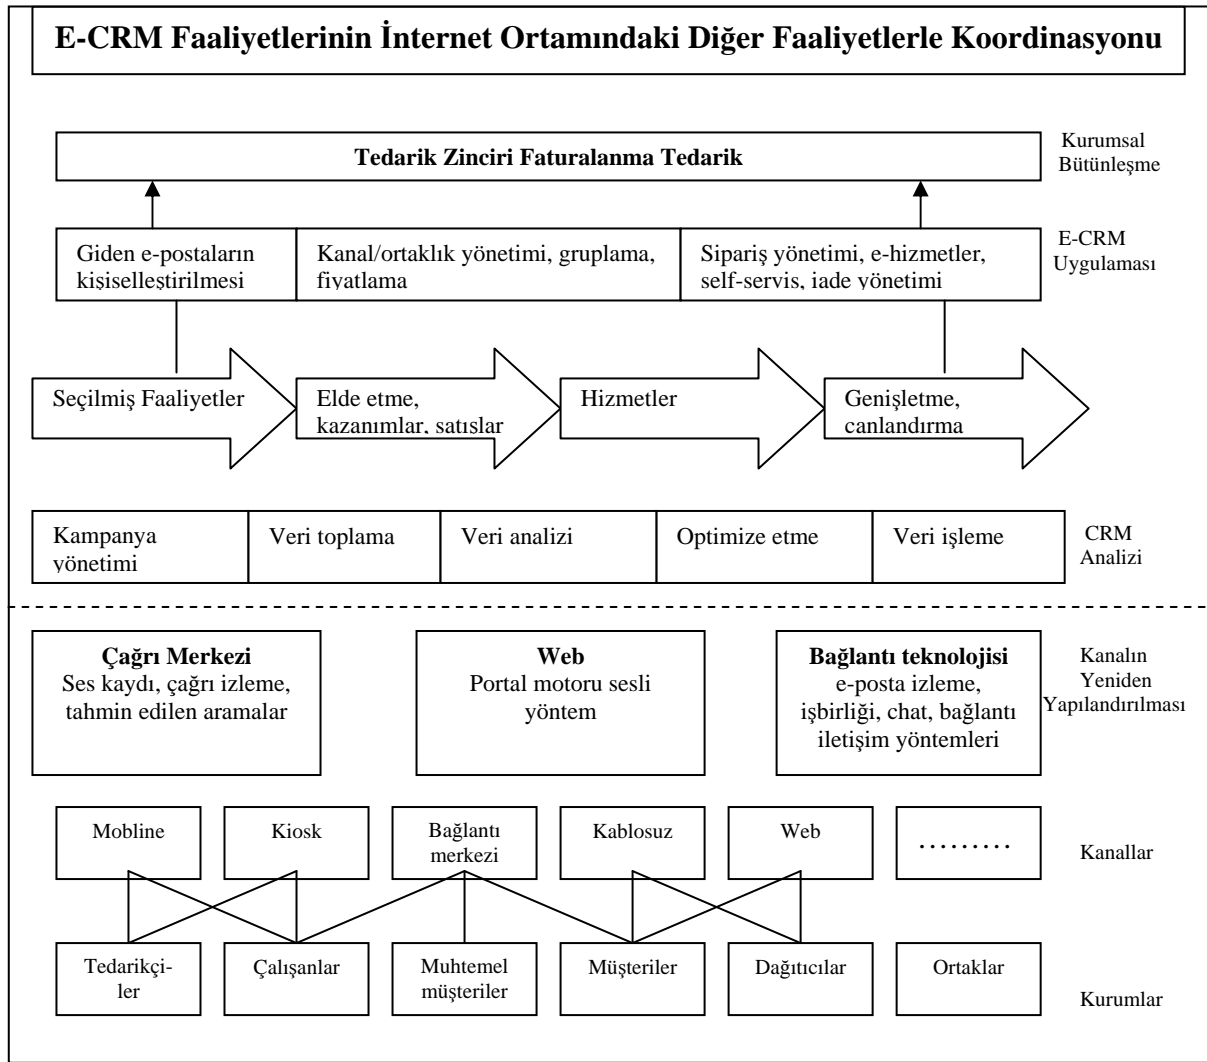 E-CRM Faaliyetlerinin İnternet Ortamındaki Diğer Faaliyetlerle Koordinasyonu
Tedarik Zinciri Faturalanma Tedarik
Kurumsal
Bütünleşme
Giden e-postaların
kişiselleştirilmesi
Kanal/ortaklık yönetimi, gruplama,
fiyatlama
Sipariş yönetimi, e-hizmetler,
self-servis, iade yönetimi
E-CRM
Uygulaması
Seçilmiş Faaliyetler
Elde etme,
kazanımlar, satışlar
Hizmetler
Genişletme,
canlandırma
Kampanya
yönetimi
Veri toplama
Veri analizi
Optimize etme
Veri işleme
CRM
Analizi
Çağrı Merkezi
Ses kaydı, çağrı izleme,
tahmin edilen aramalar
Web
Portal motoru sesli
yöntem
Bağlantı teknolojisi
e-posta izleme,
işbirliği, chat, bağlantı
iletişim yöntemleri
Kanalın
Yeniden
Yapılandırılması
Mobline
Kiosk
Bağlantı
merkezi
Kablosuz
Web
………
Kanallar
Tedarikçi-
ler
Çalışanlar
Muhtemel
müşteriler
Müşteriler
Dağıtıcılar
Ortaklar
Kurumlar